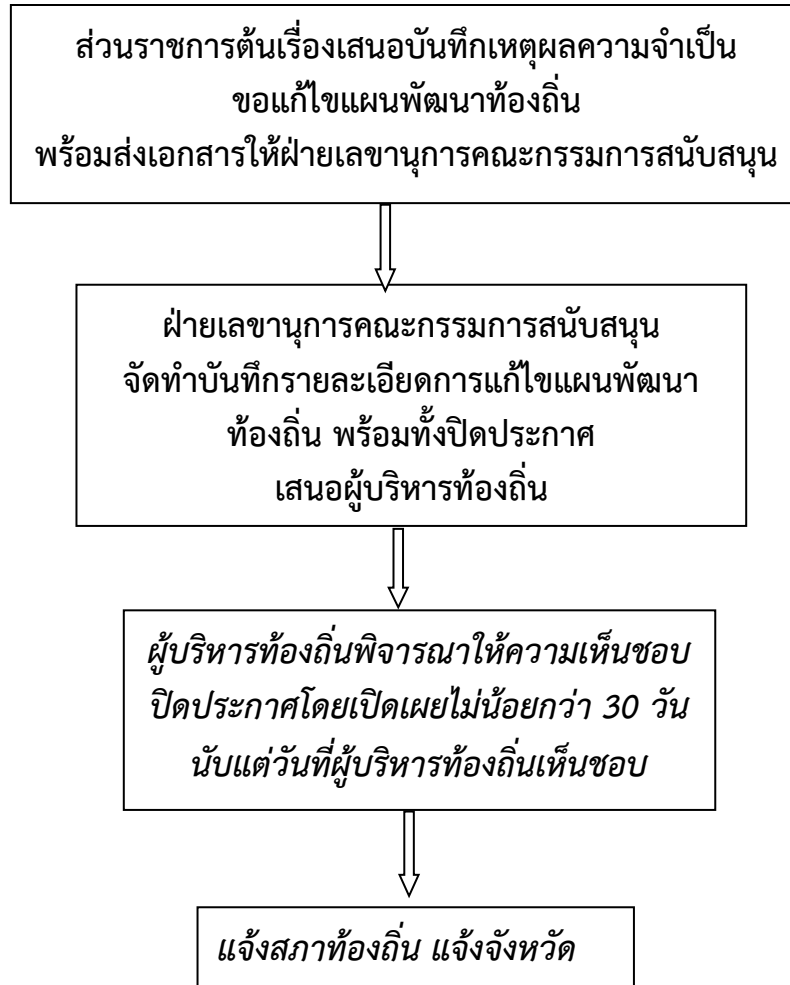 ส่วนราชการต้นเรื่องเสนอบันทึกเหตุผลความจำเป็น
ขอแก้ไขแผนพัฒนาท้องถิ่น
พร้อมส่งเอกสารให้ฝ่ายเลขานุการคณะกรรมการสนับสนุน
ฝ่ายเลขานุการคณะกรรมการสนับสนุน
จัดทำบันทึกรายละเอียดการแก้ไขแผนพัฒนา
ท้องถิ่น พร้อมทั้งปิดประกาศ
เสนอผู้บริหารท้องถิ่น
ผู้บริหารท้องถิ่นพิจารณาให้ความเห็นชอบ
ปิดประกาศโดยเปิดเผยไม่น้อยกว่า 30 วัน
นับแต่วันที่ผู้บริหารท้องถิ่นเห็นชอบ
แจ้งสภาท้องถิ่น แจ้งจังหวัด